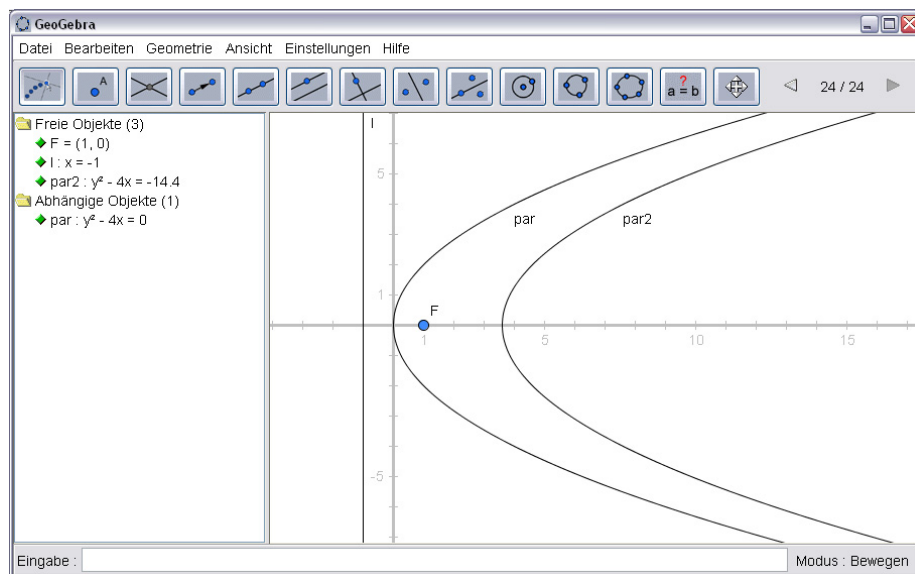 GeoGebra
Datei Bearbeiten Geometrie Ansicht Einstellungen Hilfe
A
?
a = b
24 / 24
Freie Objekte (3)
F = (1, 0)
l : x = -1
par2 : y² - 4x = -14.4
Abhängige Objekte (1)
par : y² - 4x = 0
l
5
par
par2
1
F
1
5
10
15
-5
Eingabe :
Modus : Bewegen